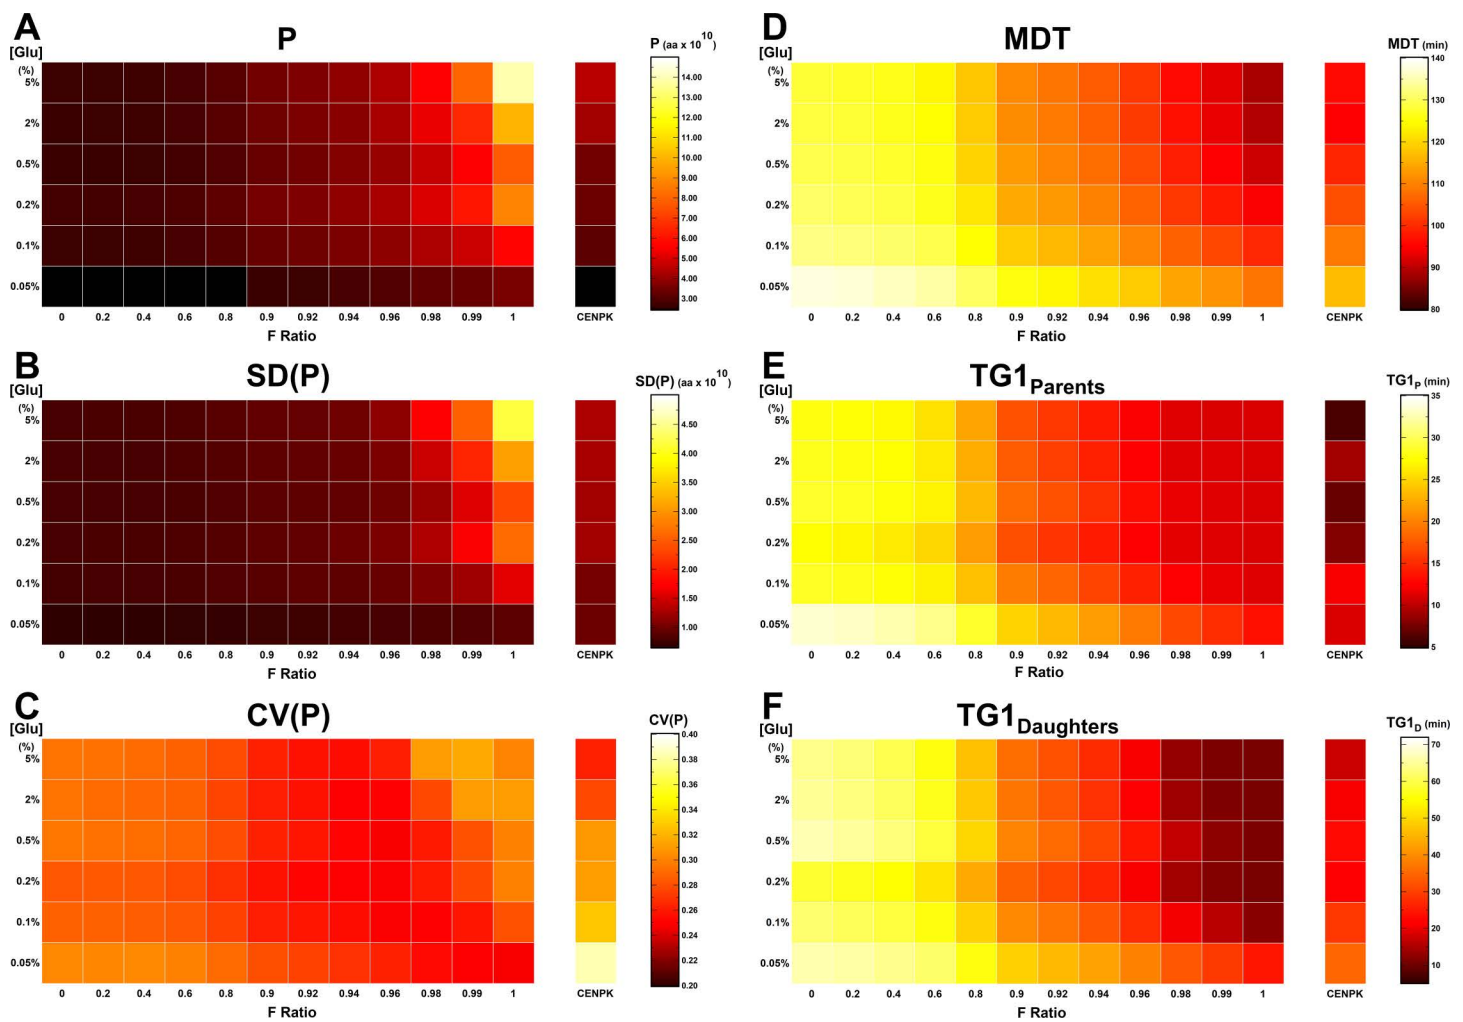 A
P
[Glu]
(%)
5%
2%
0.5%
0.2%
0.1%
0.05%
0 0.2 0.4 0.6 0.8 0.9 0.92 0.94 0.96 0.98 0.99 1
F Ratio
CENPK
P (aa x 10^10)
14.00
13.00
12.00
11.00
10.00
9.00
8.00
7.00
6.00
5.00
4.00
3.00
D
MDT
[Glu]
(%)
5%
2%
0.5%
0.2%
0.1%
0.05%
0 0.2 0.4 0.6 0.8 0.9 0.92 0.94 0.96 0.98 0.99 1
F Ratio
CENPK
MDT (min)
140
130
120
110
100
90
80
B
SD(P)
[Glu]
(%)
5%
2%
0.5%
0.2%
0.1%
0.05%
0 0.2 0.4 0.6 0.8 0.9 0.92 0.94 0.96 0.98 0.99 1
F Ratio
CENPK
SD(P) (aa x 10^10)
4.50
4.00
3.50
3.00
2.50
2.00
1.50
1.00
E
TG1Parents
[Glu]
(%)
5%
2%
0.5%
0.2%
0.1%
0.05%
0 0.2 0.4 0.6 0.8 0.9 0.92 0.94 0.96 0.98 0.99 1
F Ratio
CENPK
TG1P (min)
35
30
25
20
15
10
5
C
CV(P)
[Glu]
(%)
5%
2%
0.5%
0.2%
0.1%
0.05%
0 0.2 0.4 0.6 0.8 0.9 0.92 0.94 0.96 0.98 0.99 1
F Ratio
CENPK
CV(P)
0.40
0.38
0.36
0.34
0.32
0.30
0.28
0.26
0.24
0.22
0.20
F
TG1Daughters
[Glu]
(%)
5%
2%
0.5%
0.2%
0.1%
0.05%
0 0.2 0.4 0.6 0.8 0.9 0.92 0.94 0.96 0.98 0.99 1
F Ratio
CENPK
TG1D (min)
70
60
50
40
30
20
10